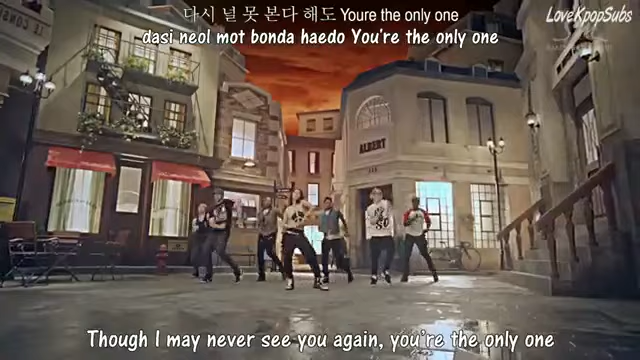 다시 널 못 본다 해도 Youre the only one
dasi neol mot bonda haedo You're the only one
LoveKpopSubs
ALBERT
Though I may never see you again, you're the only one